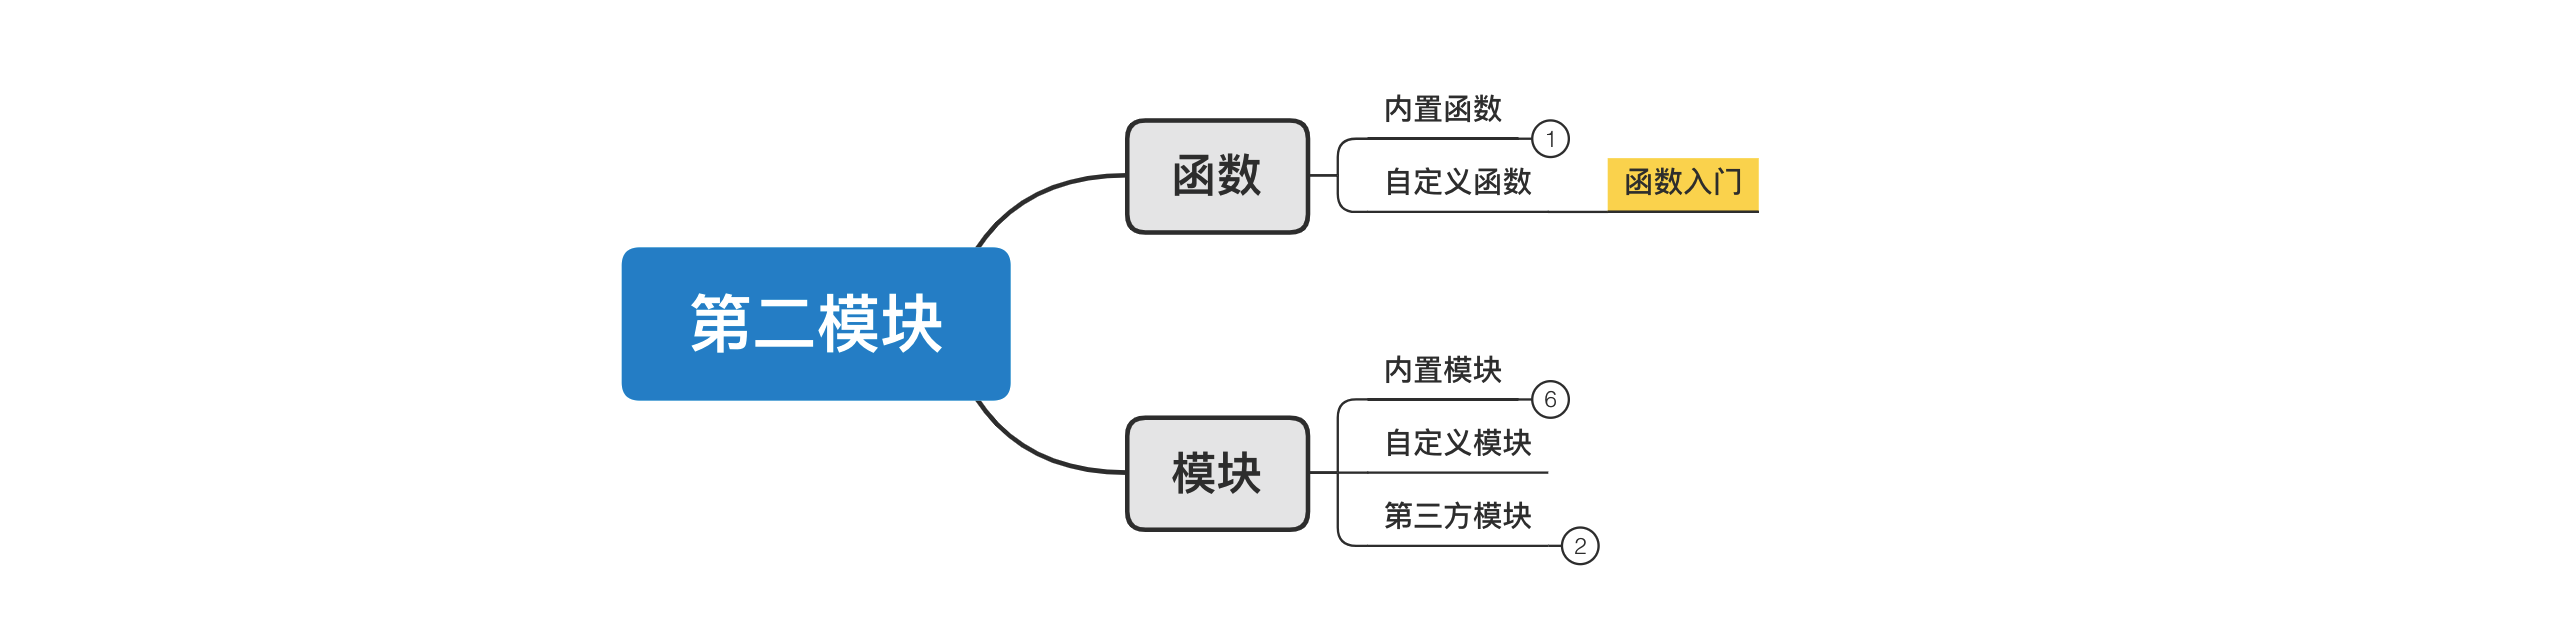 第二模块
函数
内置函数
1
自定义函数
函数入门
模块
内置模块
6
自定义模块
第三方模块
2